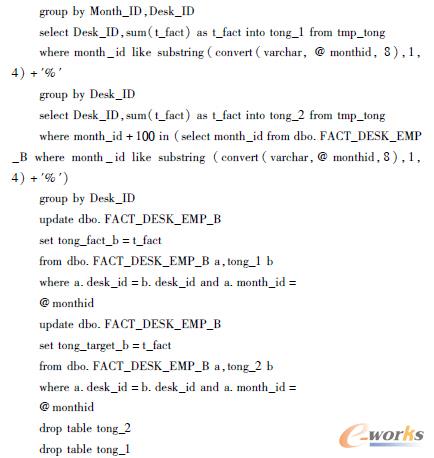 group by Month_ID,Desk_ID
select Desk_ID,sum(t_fact) as t_fact into tong_1 from tmp_tong
where month_id like substring(convert(varchar, @ monthid, 8),1,
4) + '%'
group by Desk_ID
select Desk_ID,sum(t_fact) as t_fact into tong_2 from tmp_tong
where month_id + 100 in (select month_id from dbo. FACT_DESK_EMP
_B where month_id like substring (convert(varchar, @ monthid, 8),1,
4) + '%')
group by Desk_ID
update dbo. FACT_DESK_EMP_B
set tong_fact_b = t_fact
from dbo. FACT_DESK_EMP_B a,tong_1 b
where a. desk_id = b. desk_id and a. month_id =
@ monthid
update dbo. FACT_DESK_EMP_B
set tong_target_b = t_fact
from dbo. FACT_DESK_EMP_B a,tong_2 b
where a. desk_id = b. desk_id and a. month_id =
@ monthid
drop table tong_2
drop table tong_1
e-works